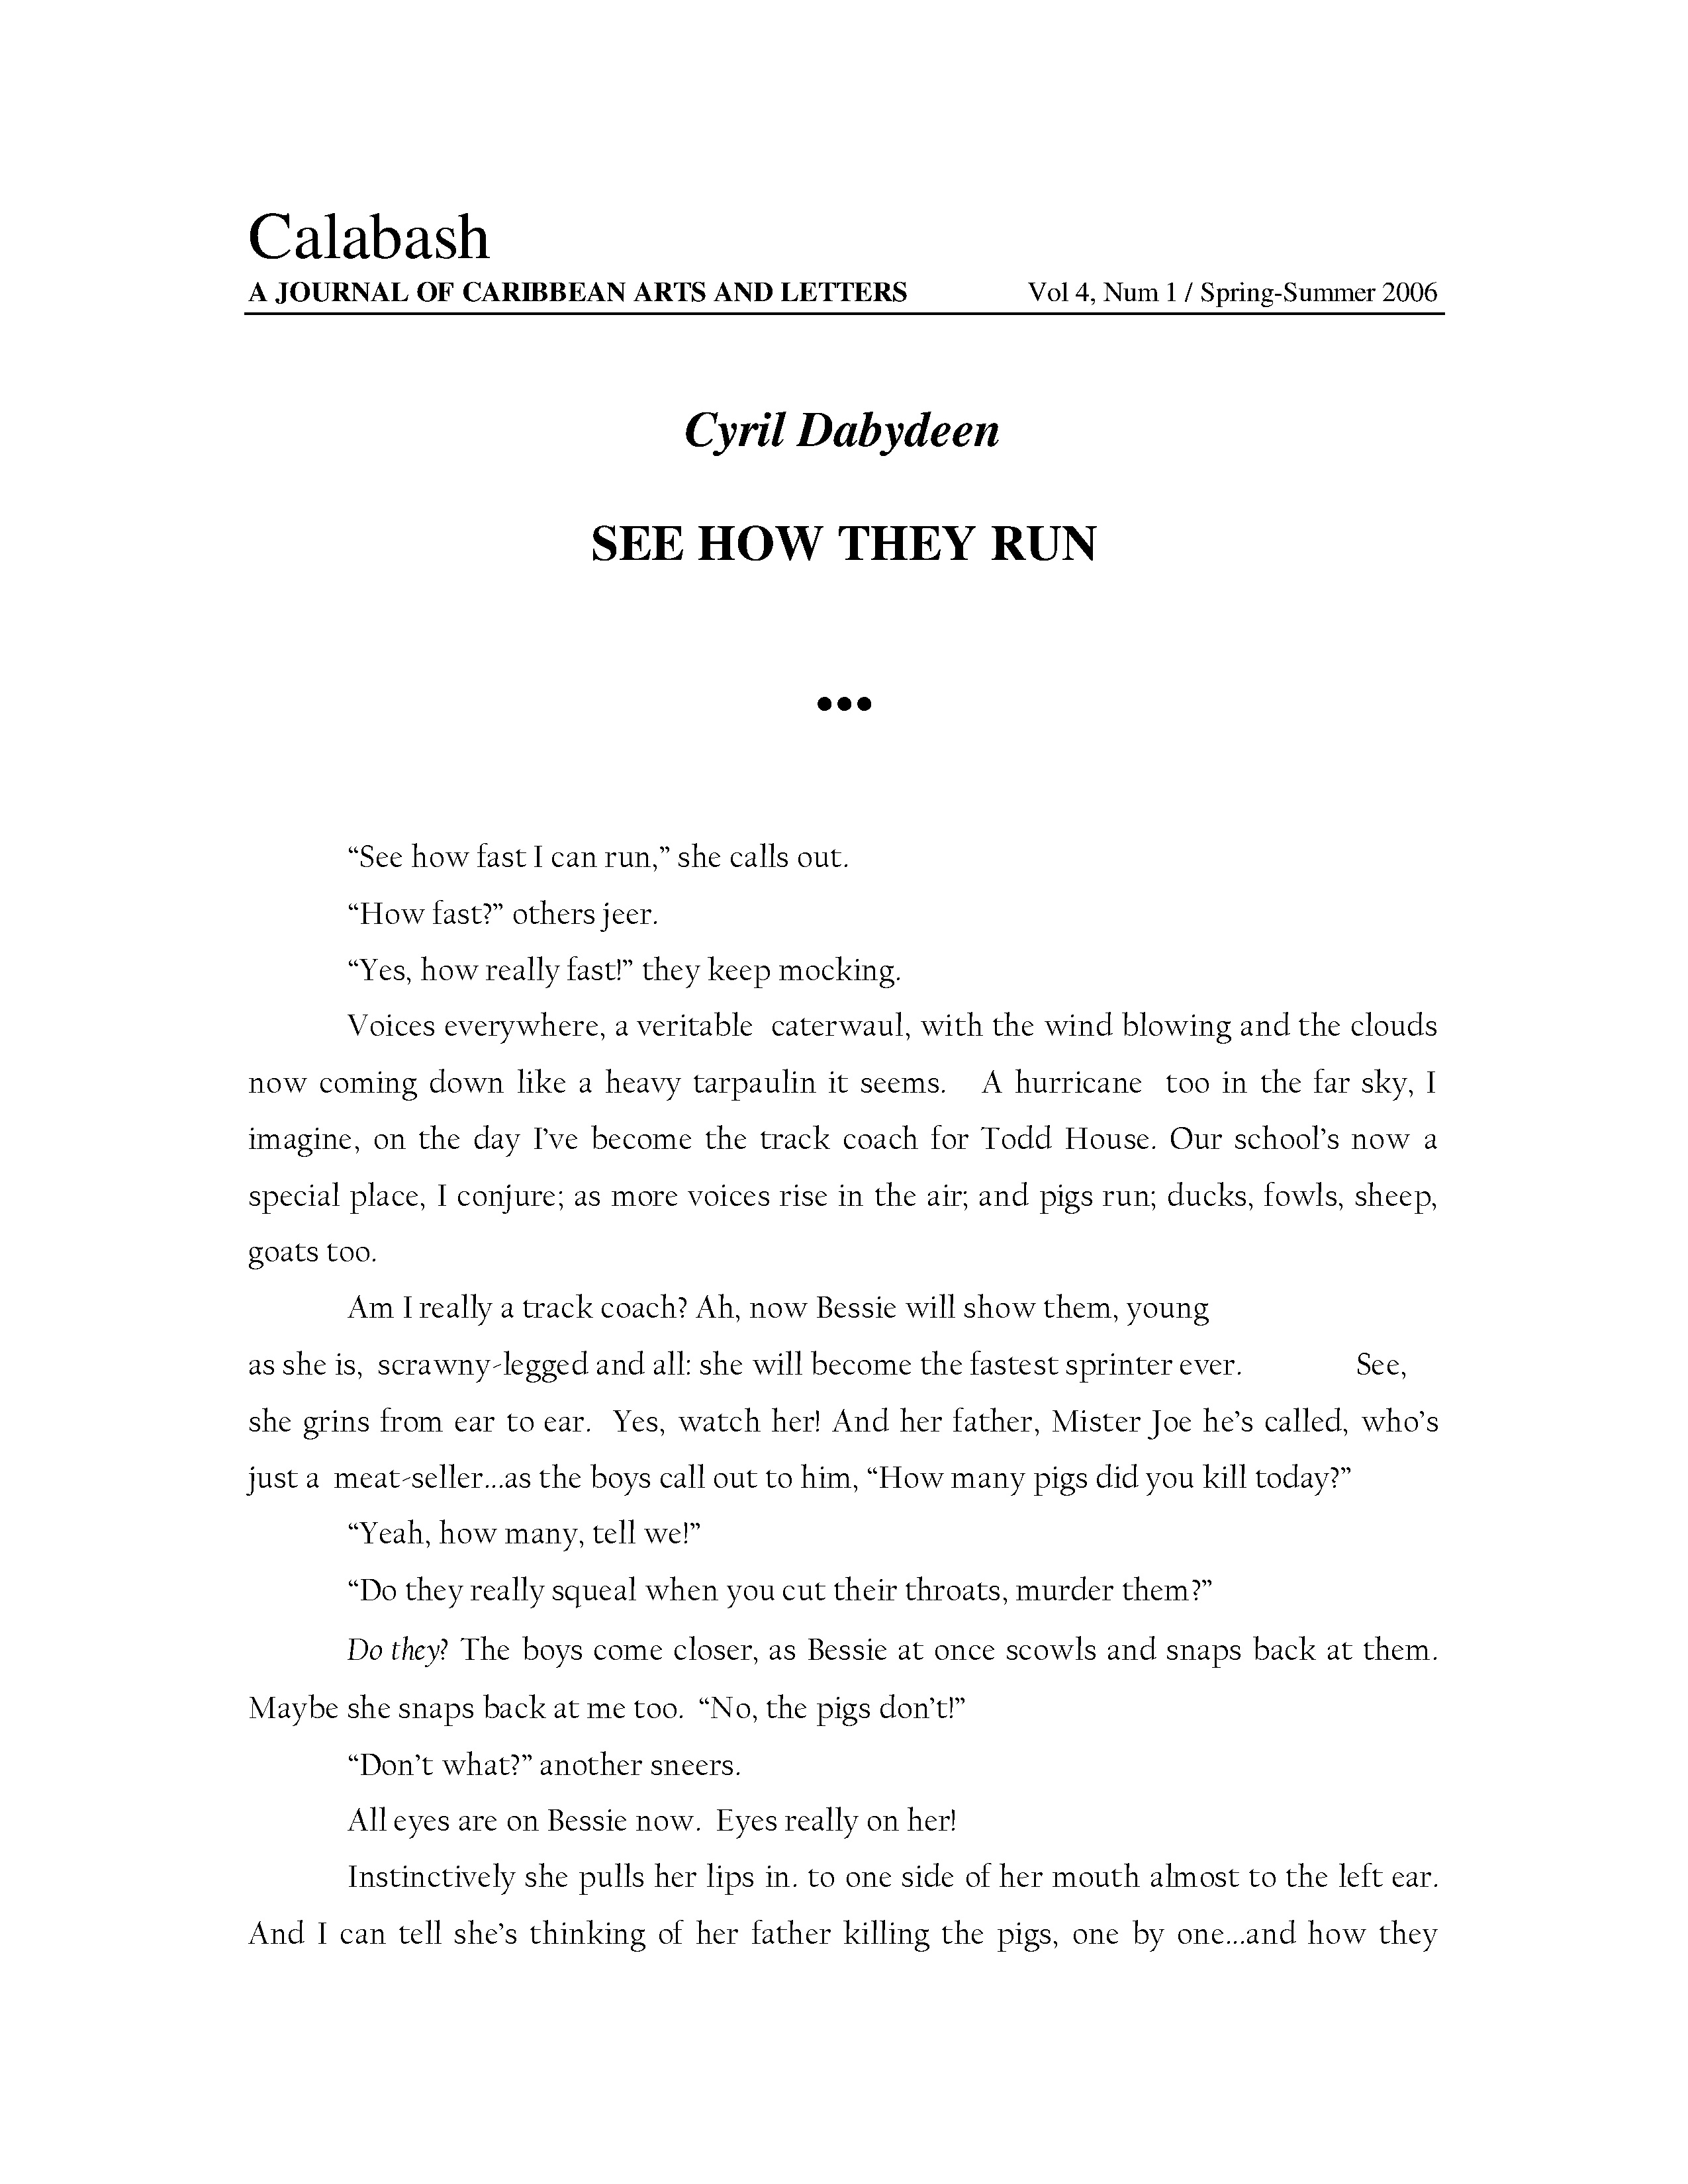 Calabash
A JOURNAL OF CARIBBEAN ARTS AND LETTERS Vol 4, Num 1 / Spring-Summer 2006
Cyril Dabydeen
SEE HOW THEY RUN
•••
“See how fast I can run,” she calls out.
“How fast?” others jeer.
“Yes, how really fast!” they keep mocking.
Voices everywhere, a veritable caterwaul, with the wind blowing and the clouds
now coming down like a heavy tarpaulin it seems. A hurricane too in the far sky, I
imagine, on the day I’ve become the track coach for Todd House. Our school’s now a
special place, I conjure; as more voices rise in the air; and pigs run; ducks, fowls, sheep,
goats too.
Am I really a track coach? Ah, now Bessie will show them, young
as she is, scrawny-legged and all: she will become the fastest sprinter ever. See,
she grins from ear to ear. Yes, watch her! And her father, Mister Joe he’s called, who’s
just a meat-seller...as the boys call out to him, “How many pigs did you kill today?”
“Yeah, how many, tell we!”
“Do they really squeal when you cut their throats, murder them?”
Do they? The boys come closer, as Bessie at once scowls and snaps back at them.
Maybe she snaps back at me too. “No, the pigs don’t!”
“Don’t what?” another sneers.
All eyes are on Bessie now. Eyes really on her!
Instinctively she pulls her lips in. to one side of her mouth almost to the left ear.
And I can tell she’s thinking of her father killing the pigs, one by one...and how they